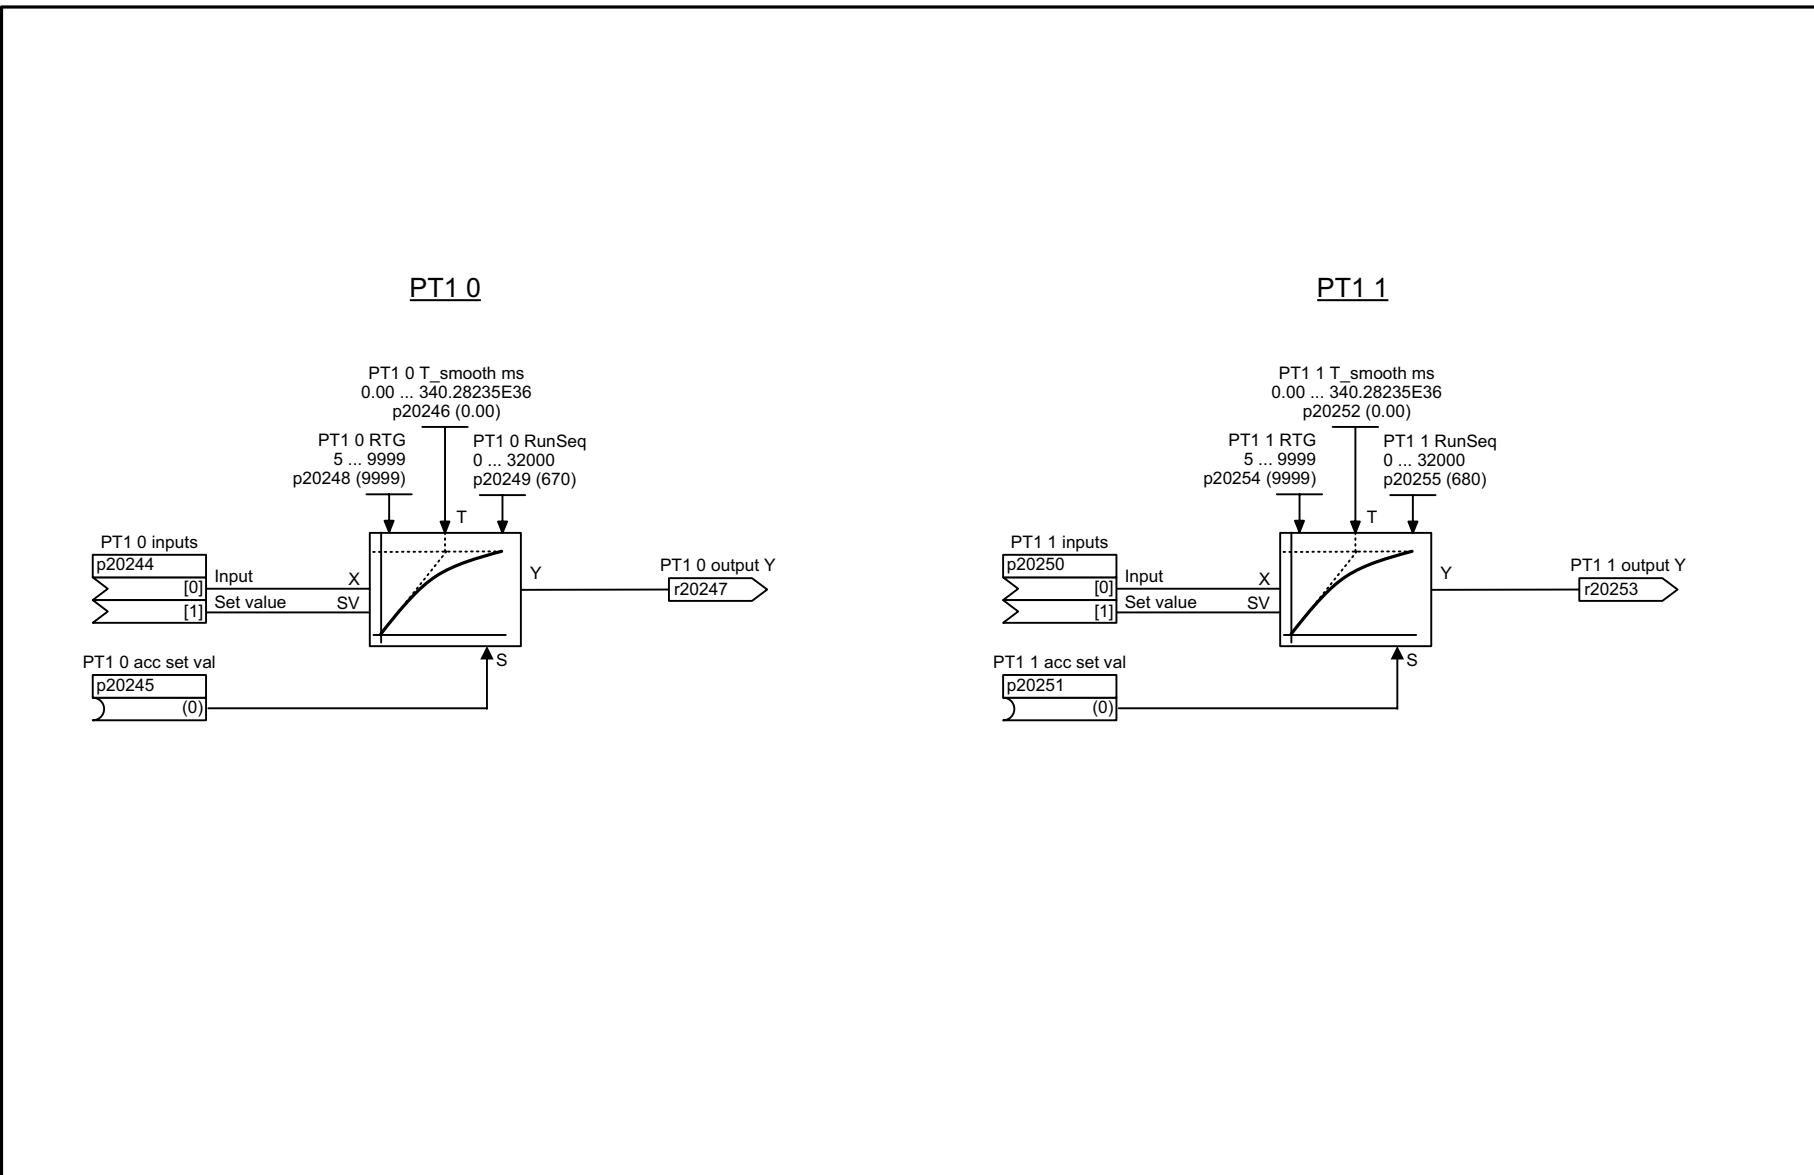 PT1 0
PT1 0 T_smooth ms
0.00 ... 340.28235E36
p20246 (0.00)
PT1 0 RTG
5 ... 9999
p20248 (9999)
PT1 0 RunSeq
0 ... 32000
p20249 (670)
T
PT1 0 inputs
p20244
[0]
Input
X
[1]
Set value
SV
Y
PT1 0 output Y
r20247
S
PT1 0 acc set val
p20245
(0)
PT1 1
PT1 1 T_smooth ms
0.00 ... 340.28235E36
p20252 (0.00)
PT1 1 RTG
5 ... 9999
p20254 (9999)
PT1 1 RunSeq
0 ... 32000
p20255 (680)
T
PT1 1 inputs
p20250
[0]
Input
X
[1]
Set value
SV
Y
PT1 1 output Y
r20253
S
PT1 1 acc set val
p20251
(0)